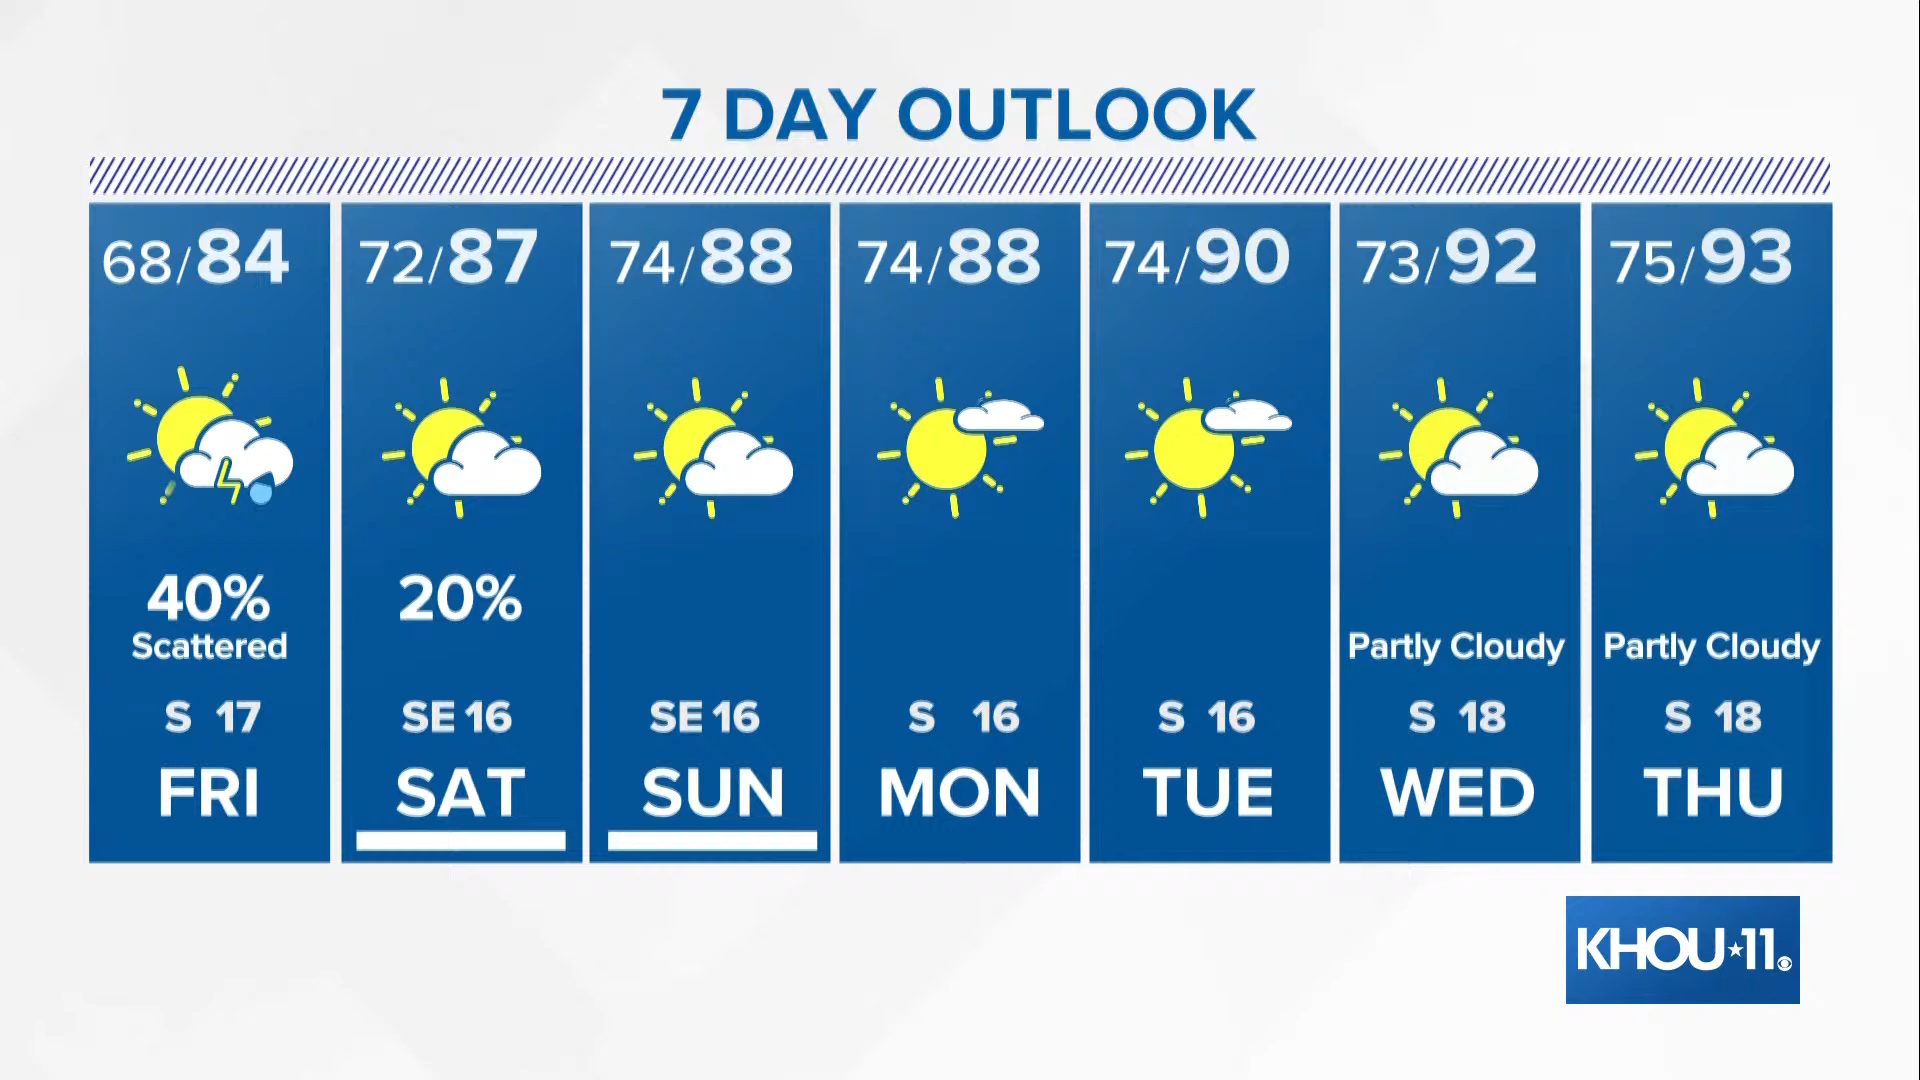 7 DAY OUTLOOK
68/84
40%
Scattered
S 17
FRI
72/87
20%
SE 16
SAT
74/88
SE 16
SUN
74/88
S 16
MON
74/90
S 16
TUE
73/92
Partly Cloudy
S 18
WED
75/93
Partly Cloudy
S 18
THU
KHOU★11